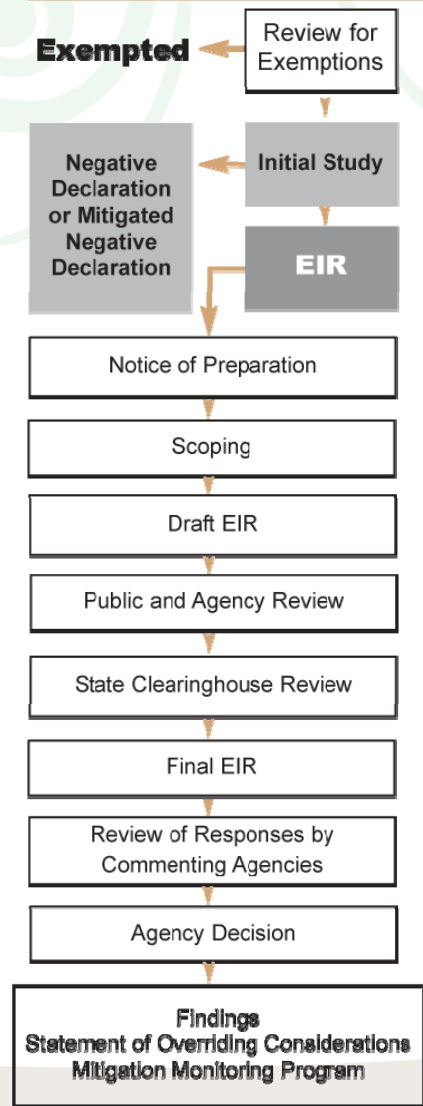 Exempted
Review for
Exemptions
Negative
Declaration
or Mitigated
Negative
Declaration
Initial Study
EIR
Notice of Preparation
Scoping
Draft EIR
Public and Agency Review
State Clearinghouse Review
Final EIR
Review of Responses by
Commenting Agencies
Agency Decision
Findings
Statement of Overriding Considerations
Mitigation Monitoring Program